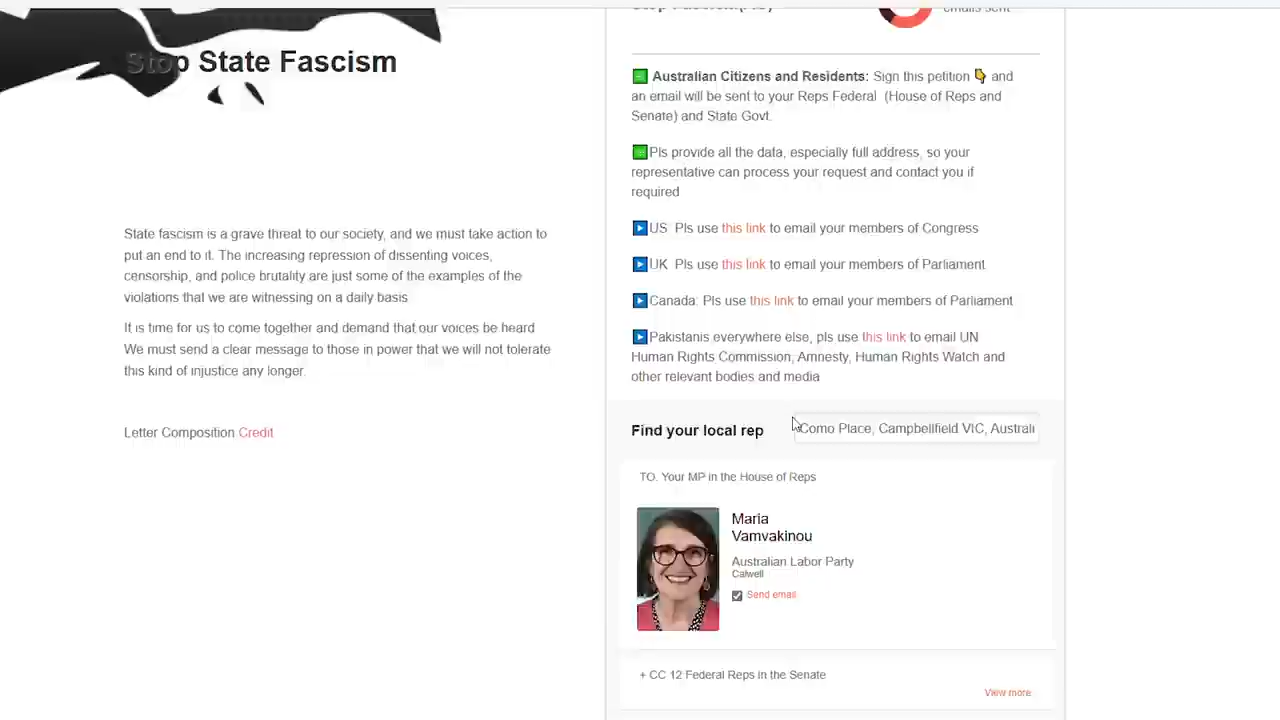 Stop State Fascism
State fascism is a grave threat to our society, and we must take action to
put an end to it. The increasing repression of dissenting voices,
censorship, and police brutality are just some of the examples of the
violations that we are witnessing on a daily basis
It is time for us to come together and demand that our voices be heard
We must send a clear message to those in power that we will not tolerate
this kind of injustice any longer.
Letter Composition Credit
emails sent
Australian Citizens and Residents: Sign this petition 👇 and
an email will be sent to your Reps Federal (House of Reps and
Senate) and State Govt.
Pls provide all the data, especially full address, so your
representative can process your request and contact you if
required
US Pls use this link to email your members of Congress
UK Pls use this link to email your members of Parliament
Canada: Pls use this link to email your members of Parliament
Pakistanis everywhere else, pls use this link to email UN
Human Rights Commission, Amnesty, Human Rights Watch and
other relevant bodies and media
Find your local rep
Como Place, Campbellfield VIC, Australi
TO. Your MP in the House of Reps
Maria
Vamvakinou
Australian Labor Party
Calwell
Send email
+ CC 12 Federal Reps in the Senate
View more